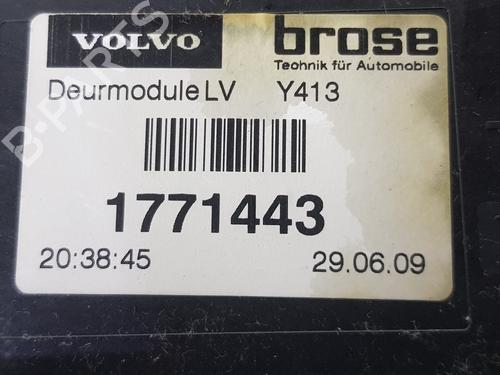 VOLVO
brose
Technik für Automobile
Deurmodule LV Y413
1771443
20:38:45 29.06.09
B-PARTS